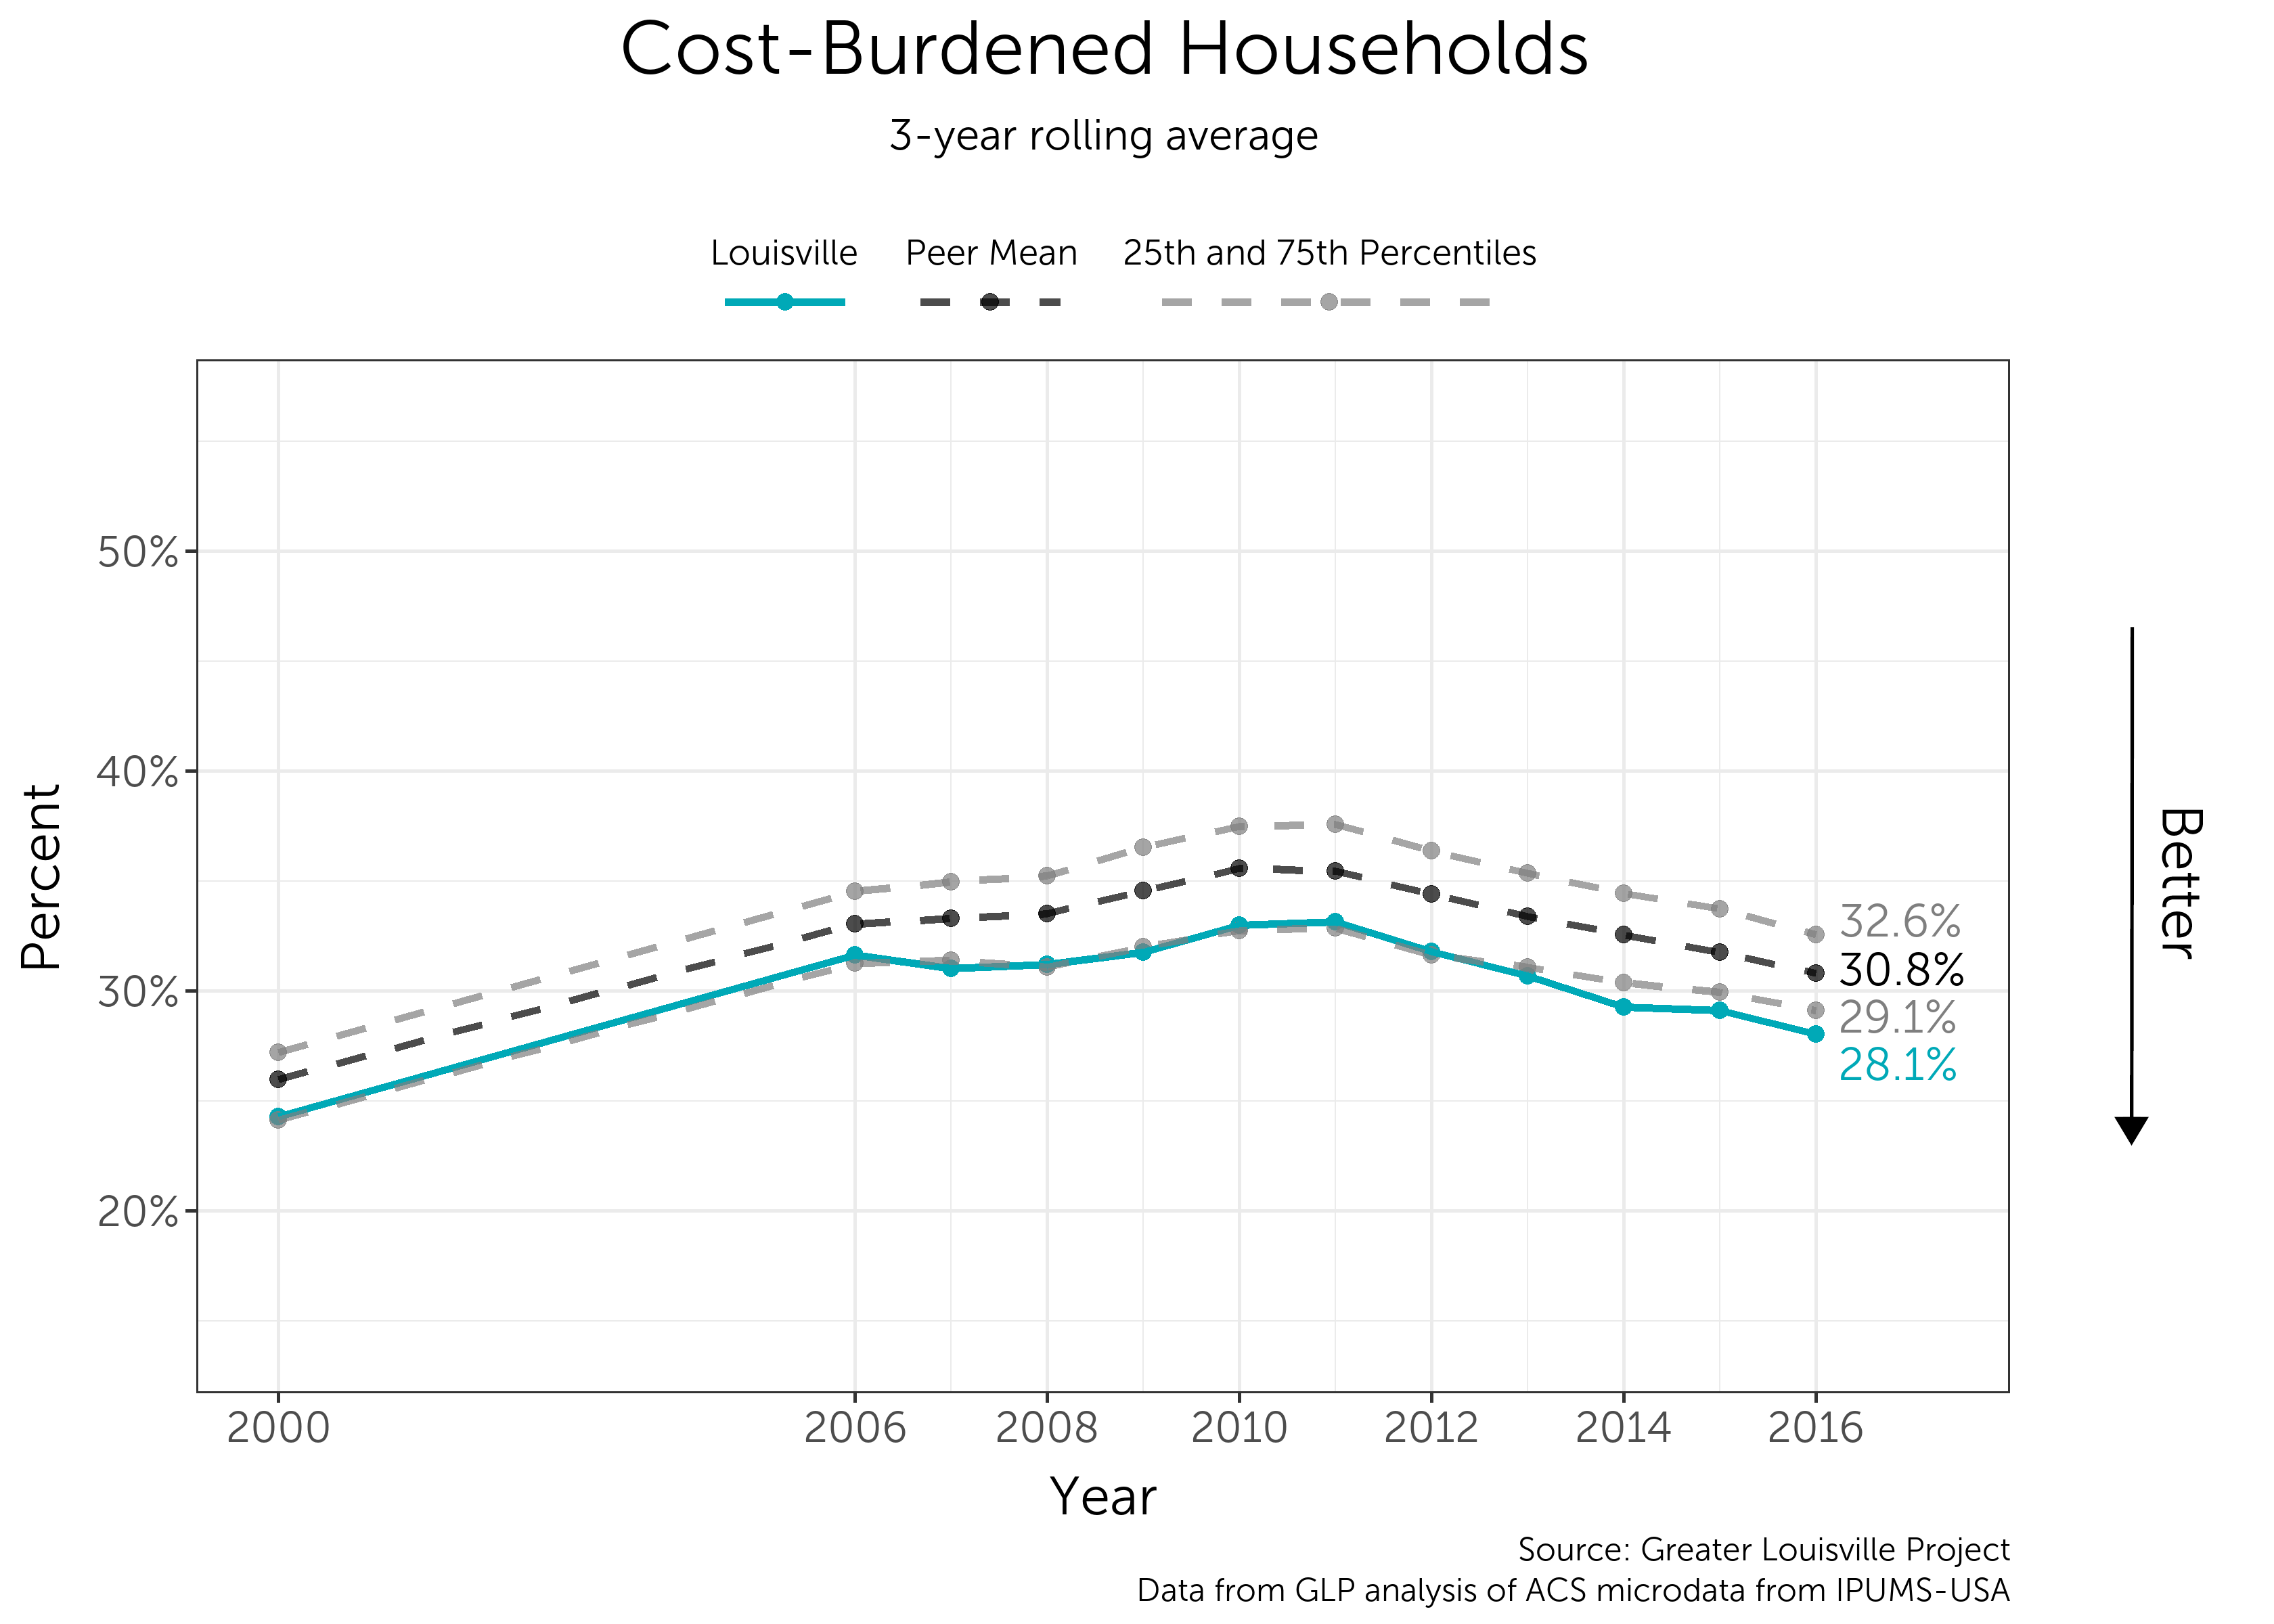 Cost-Burdened Households
3-year rolling average
Louisville Peer Mean 25th and 75th Percentiles
50%
40%
30%
20%
Percent
32.6%
30.8%
29.1%
28.1%
Better
2000 2006 2008 2010 2012 2014 2016
Year
Source: Greater Louisville Project
Data from GLP analysis of ACS microdata from IPUMS-USA